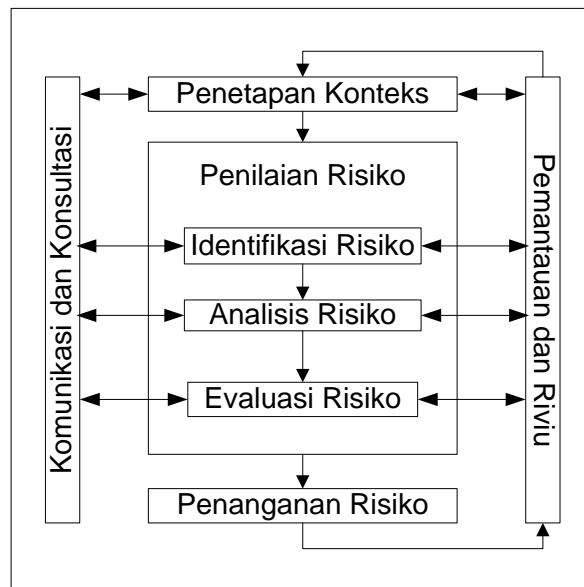 Penetapan Konteks
Komunikasi dan Konsultasi
Penilaian Risiko
Identifikasi Risiko
Analisis Risiko
Evaluasi Risiko
Pemantauan dan Riviu
Penanganan Risiko